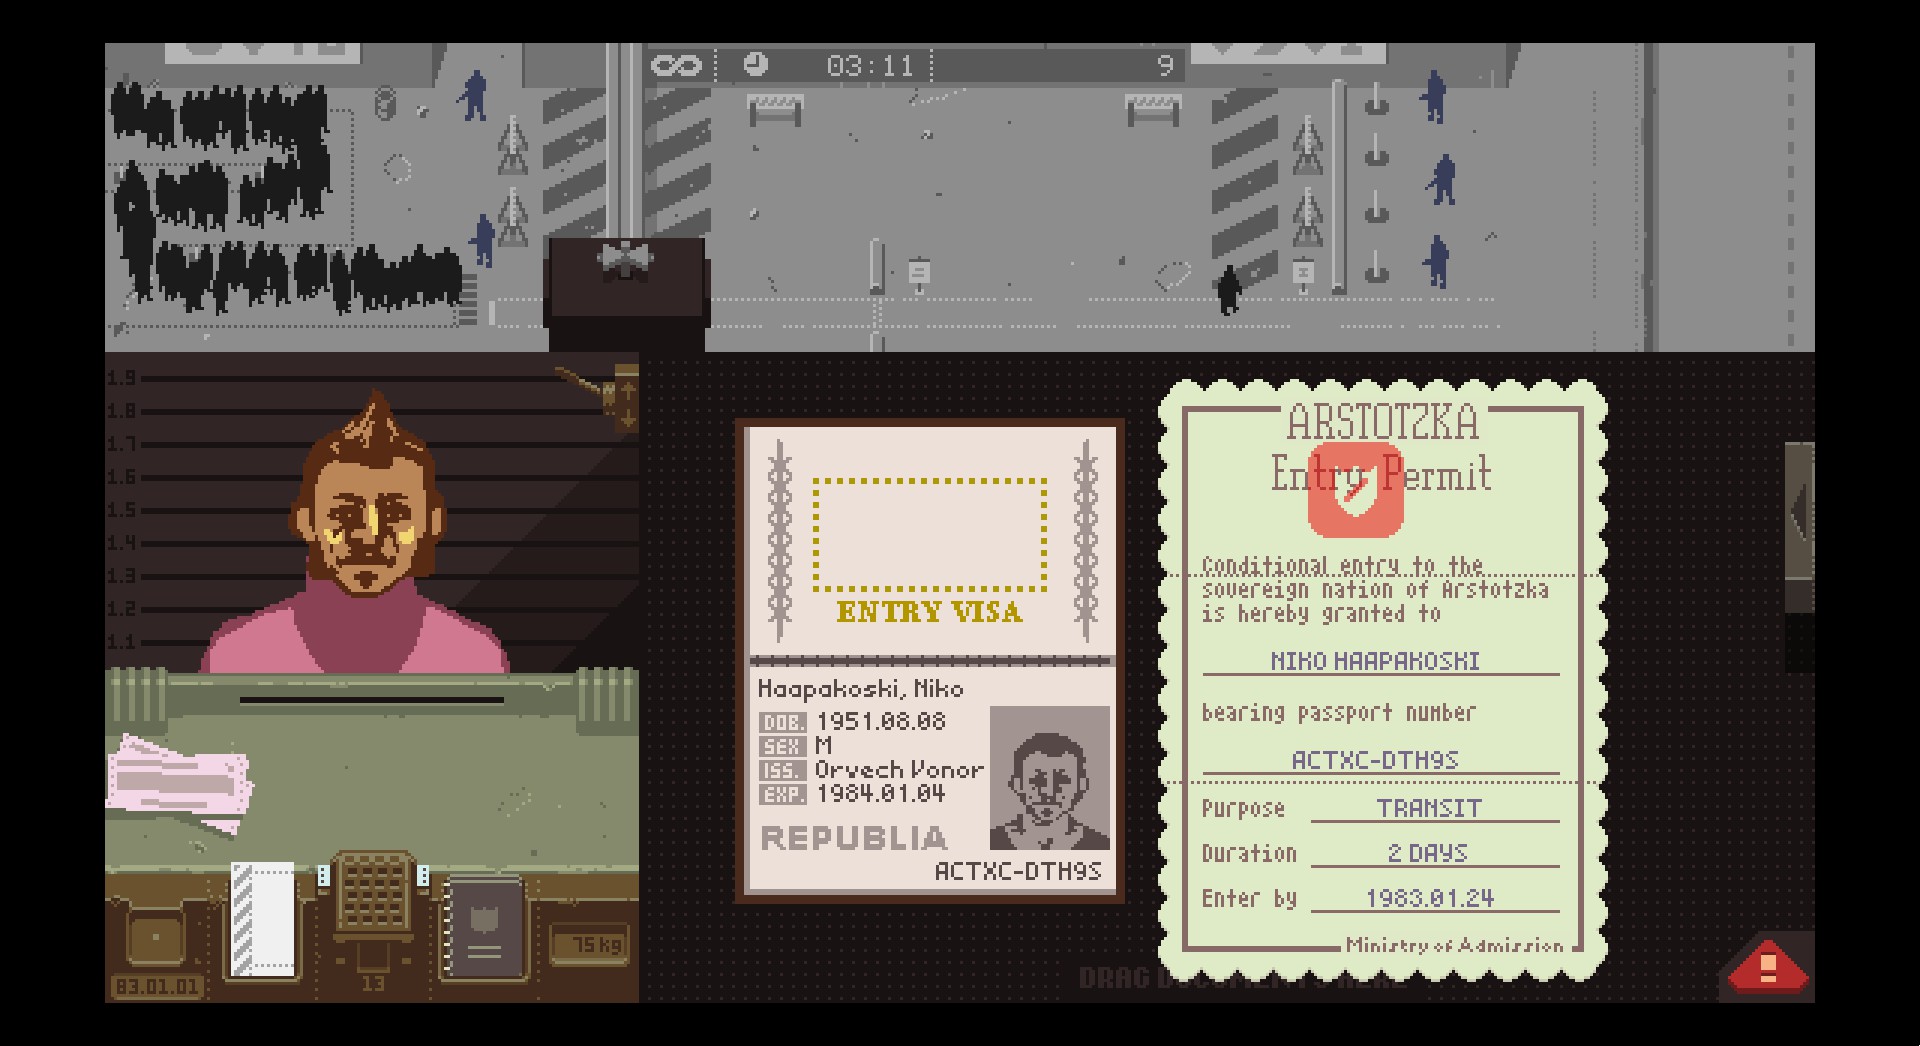 03:11
9
1.9
1.8
1.7
1.6
1.5
1.4
1.3
1.2
1.1
83.01.01
13
75 kg
ENTRY VISA
Haapakoski, Niko
DOB. 1951.08.08
SEX M
ISS. Orvech Vonor
EXP. 1984.01.04
REPUBLIA
ACTXC-DTH9S
ARSTOTZKA
Entry Permit
Conditional entry to the
sovereign nation of Arstotzka
is hereby granted to
NIKO HAAPAKOSKI
bearing passport number
ACTXC-DTH9S
Purpose TRANSIT
Duration 2 DAYS
Enter by 1983.01.24
Ministry of Admission
DRAG DOCUMENTS HERE